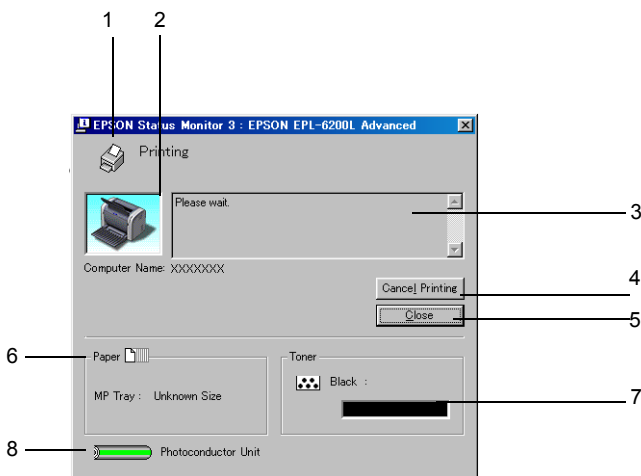 1 2
EPSON Status Monitor 3 : EPSON EPL-6200L Advanced
Printing
Please wait.
3
Computer Name: XXXXXXX
4
Cancel Printing
Close
5
6
Paper
Toner
Black :
MP Tray : Unknown Size
7
8
Photoconductor Unit